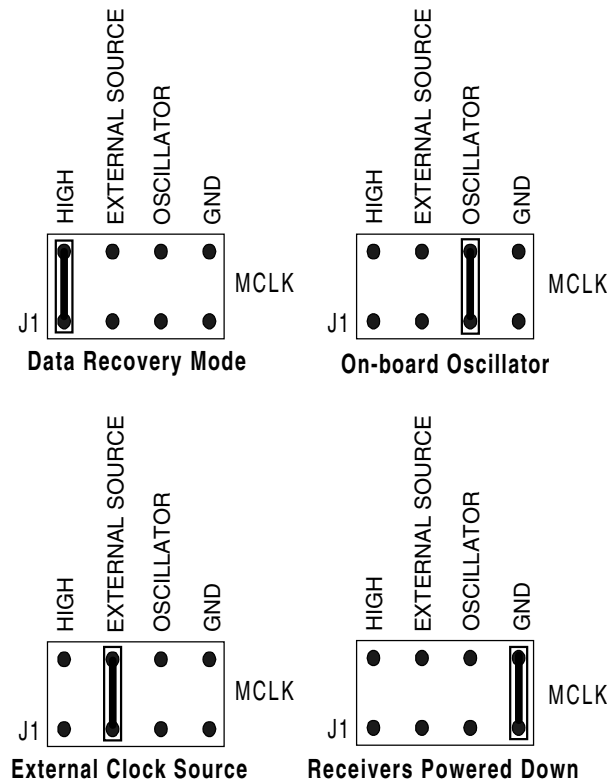 HIGH
EXTERNAL SOURCE
OSCILLATOR
GND
MCLK
J1
Data Recovery Mode
HIGH
EXTERNAL SOURCE
OSCILLATOR
GND
MCLK
J1
On-board Oscillator
HIGH
EXTERNAL SOURCE
OSCILLATOR
GND
MCLK
J1
External Clock Source
HIGH
EXTERNAL SOURCE
OSCILLATOR
GND
MCLK
J1
Receivers Powered Down